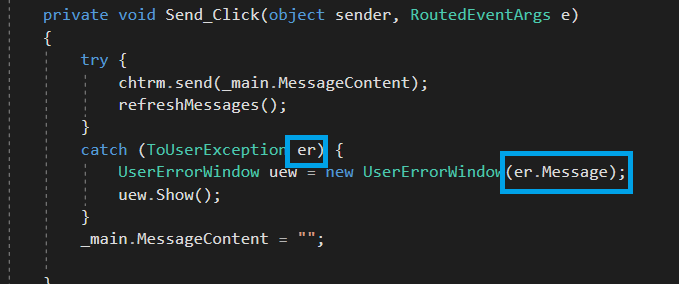 private void Send_Click(object sender, RoutedEventArgs e)
{
try {
chtrm.send(_main.MessageContent);
refreshMessages();
}
catch (ToUserException er) {
UserErrorWindow uew = new UserErrorWindow(er.Message);
uew.Show();
}
_main.MessageContent = "";
}